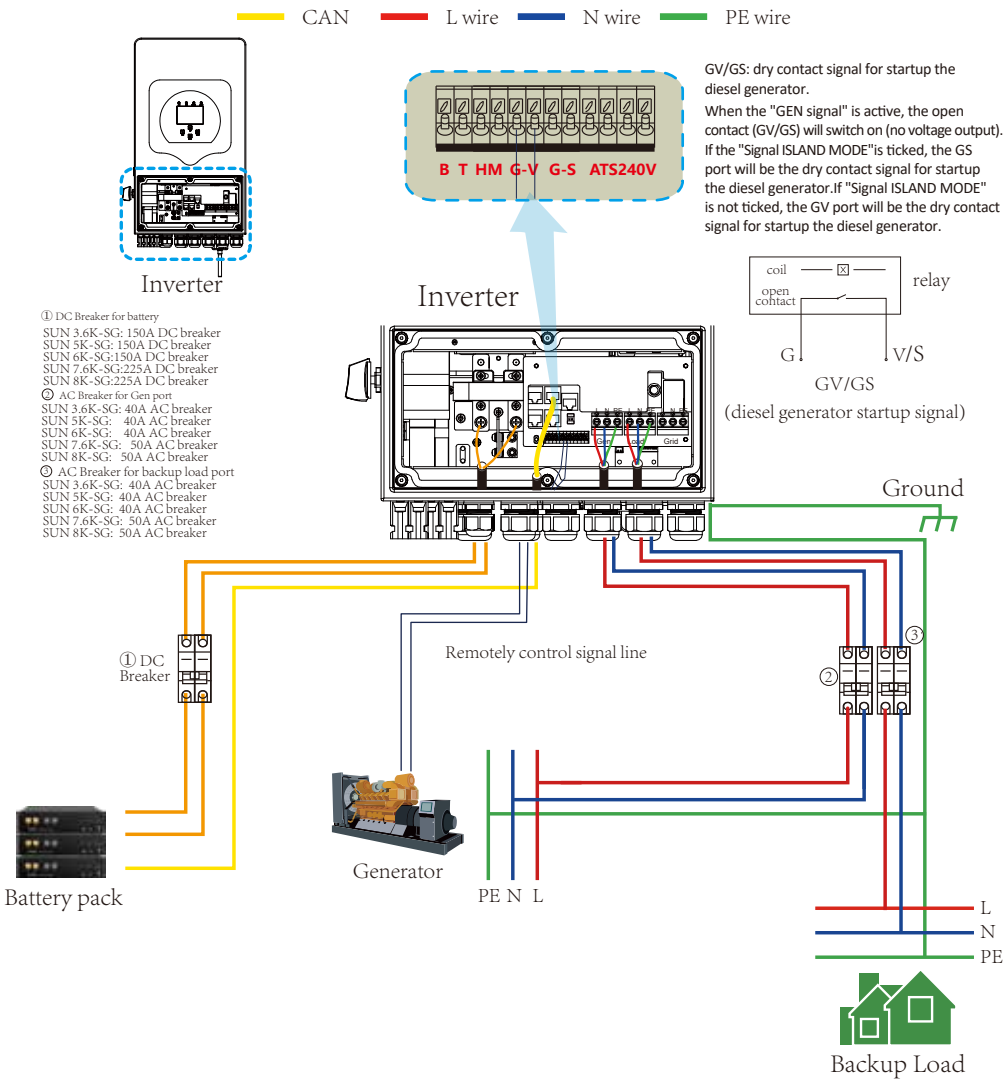 CAN L wire N wire PE wire
GV/GS: dry contact signal for startup the
diesel generator.
When the "GEN signal" is active, the open
contact (GV/GS) will switch on (no voltage output).
If the "Signal ISLAND MODE"is ticked, the GS
port will be the dry contact signal for startup
the diesel generator.If "Signal ISLAND MODE"
is not ticked, the GV port will be the dry contact
signal for startup the diesel generator.
B T HM G-V G-S ATS240V
Inverter
coil
open
contact
relay
G V/S
GV/GS
(diesel generator startup signal)
① DC Breaker for battery
SUN 3.6K-SG: 150A DC breaker
SUN 5K-SG: 150A DC breaker
SUN 6K-SG:150A DC breaker
SUN 7.6K-SG:225A DC breaker
SUN 8K-SG:225A DC breaker
② AC Breaker for Gen port
SUN 3.6K-SG: 40A AC breaker
SUN 5K-SG: 40A AC breaker
SUN 6K-SG: 40A AC breaker
SUN 7.6K-SG: 50A AC breaker
SUN 8K-SG: 50A AC breaker
③ AC Breaker for backup load port
SUN 3.6K-SG: 40A AC breaker
SUN 5K-SG: 40A AC breaker
SUN 6K-SG: 40A AC breaker
SUN 7.6K-SG: 50A AC breaker
SUN 8K-SG: 50A AC breaker
Inverter
Gen Load Grid
Ground
① DC
Breaker
Remotely control signal line
②
③
Generator
PE N L
Battery pack
L
N
PE
Backup Load